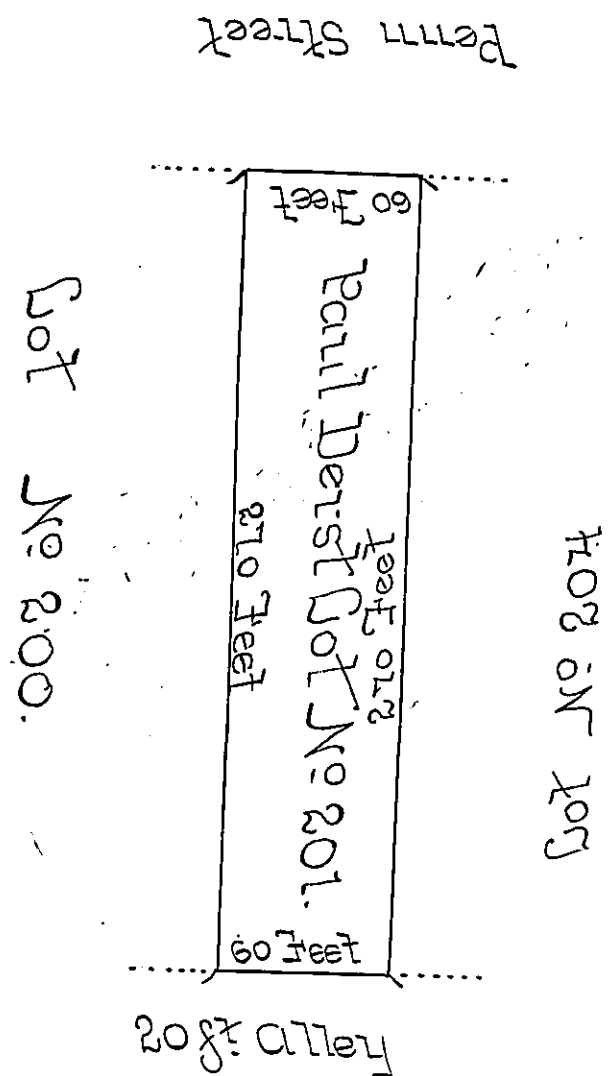 Penn Street
60 Feet
Lot № 200.
270 Feet
Paul Derst Lot № 201.
270 Feet
Lot № 204
60 Feet
20 ft Alley